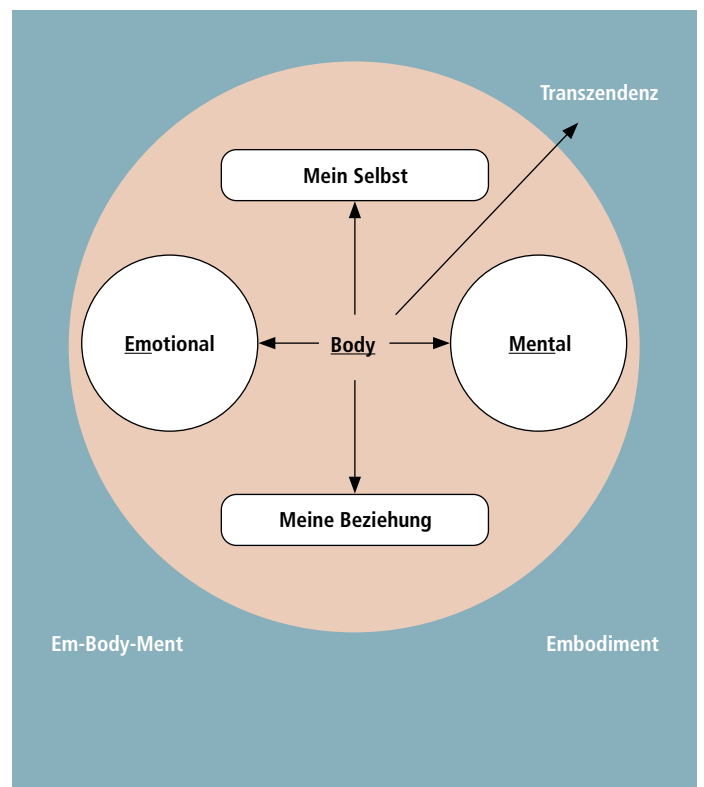 Transzendenz
Mein Selbst
Emotional
Body
Mental
Meine Beziehung
Em-Body-Ment
Embodiment